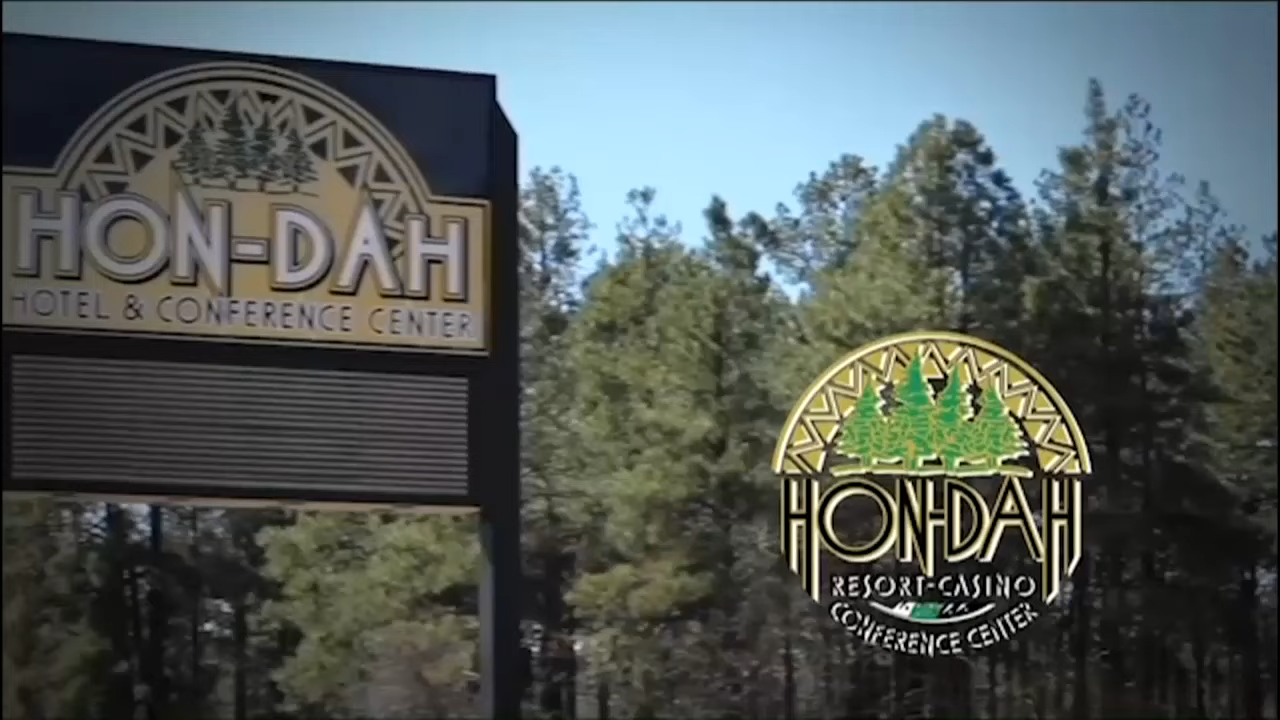 HON-DAH
HOTEL & CONFERENCE CENTER
HON-DAH
RESORT-CASINO
CONFERENCE CENTER